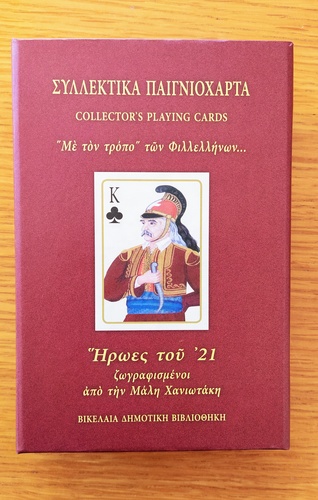 ΣΥΛΛΕΚΤΙΚΑ ΠΑΙΓΝΙΟΧΑΡΤΑ
COLLECTOR'S PLAYING CARDS
"Μὲ τὸν τρόπο" τῶν Φιλλελλήνων...
K
Ἥρωες τοῦ '21
ζωγραφισμένοι
ἀπὸ τὴν Μάλη Χανιωτάκη
ΒΙΚΕΛΑΙΑ ΔΗΜΟΤΙΚΗ ΒΙΒΛΙΟΘΗΚΗ